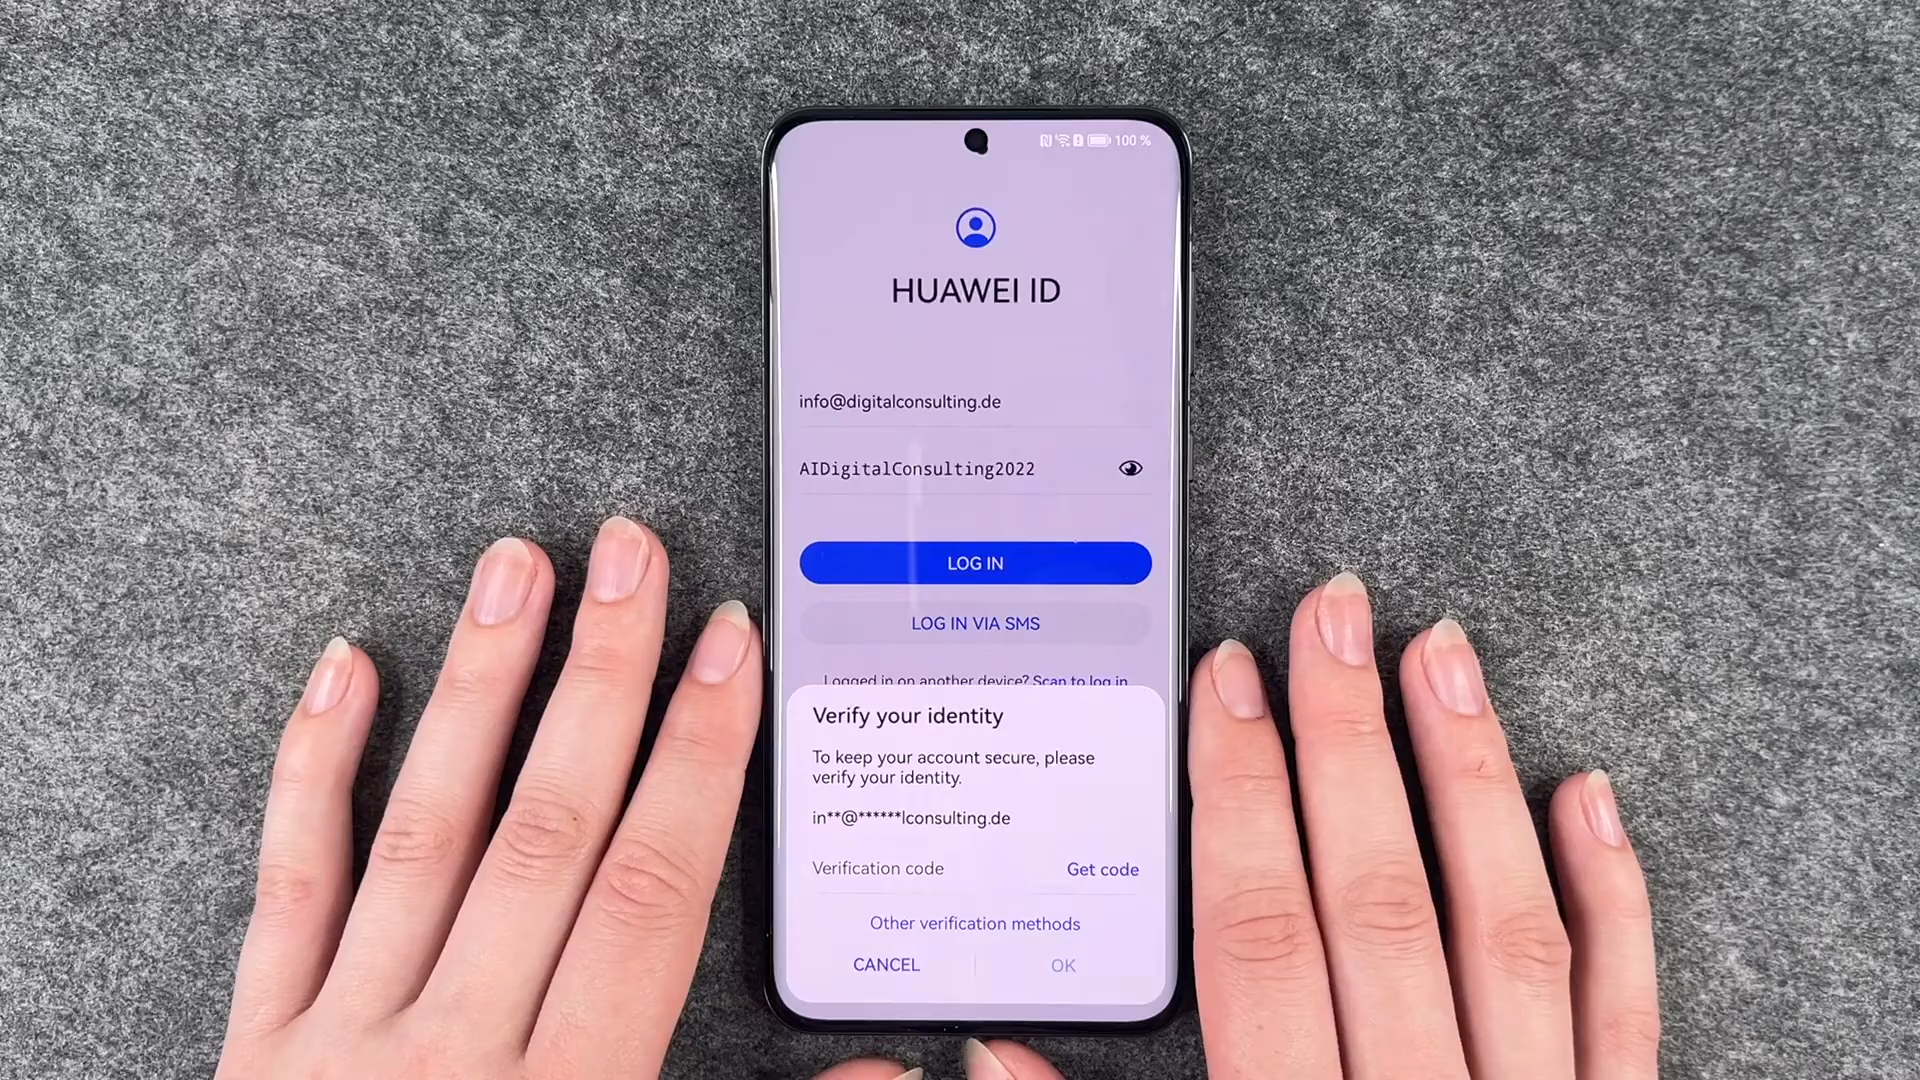 100 %
HUAWEI ID
info@digitalconsulting.de
AIDigitalConsulting2022
LOG IN
LOG IN VIA SMS
Logged in on another device? Scan to log in
Verify your identity
To keep your account secure, please
verify your identity.
in**@******lconsulting.de
Verification code Get code
Other verification methods
CANCEL OK